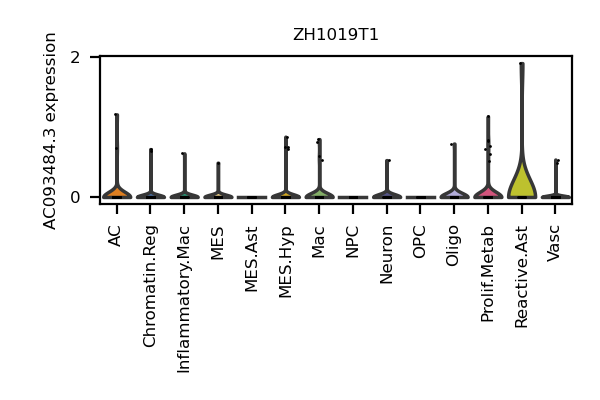 ZH1019T1
AC093484.3 expression
2
0
AC
Chromatin.Reg
Inflammatory.Mac
MES
MES.Ast
MES.Hyp
Mac
NPC
Neuron
OPC
Oligo
Prolif.Metab
Reactive.Ast
Vasc